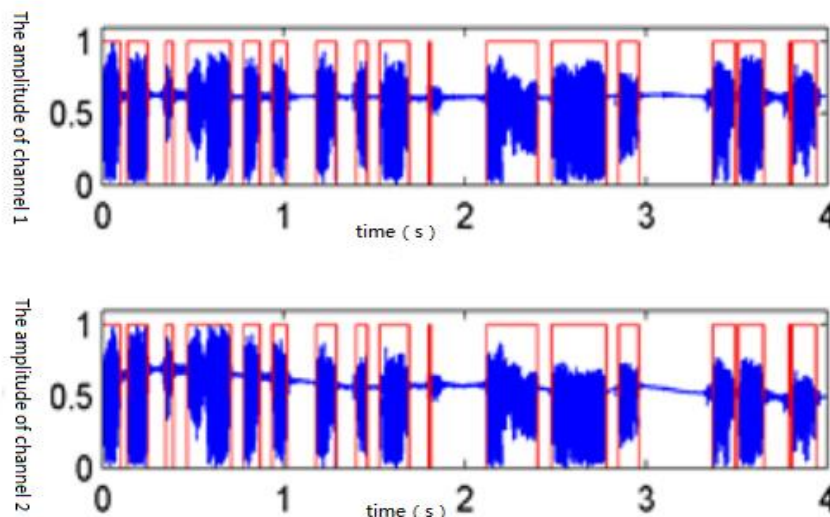 The amplitude of channel 1
1
0.5
0
0 1 2 3 4
time ( s )
The amplitude of channel 2
1
0.5
0
0 1 2 3 4
time ( s )